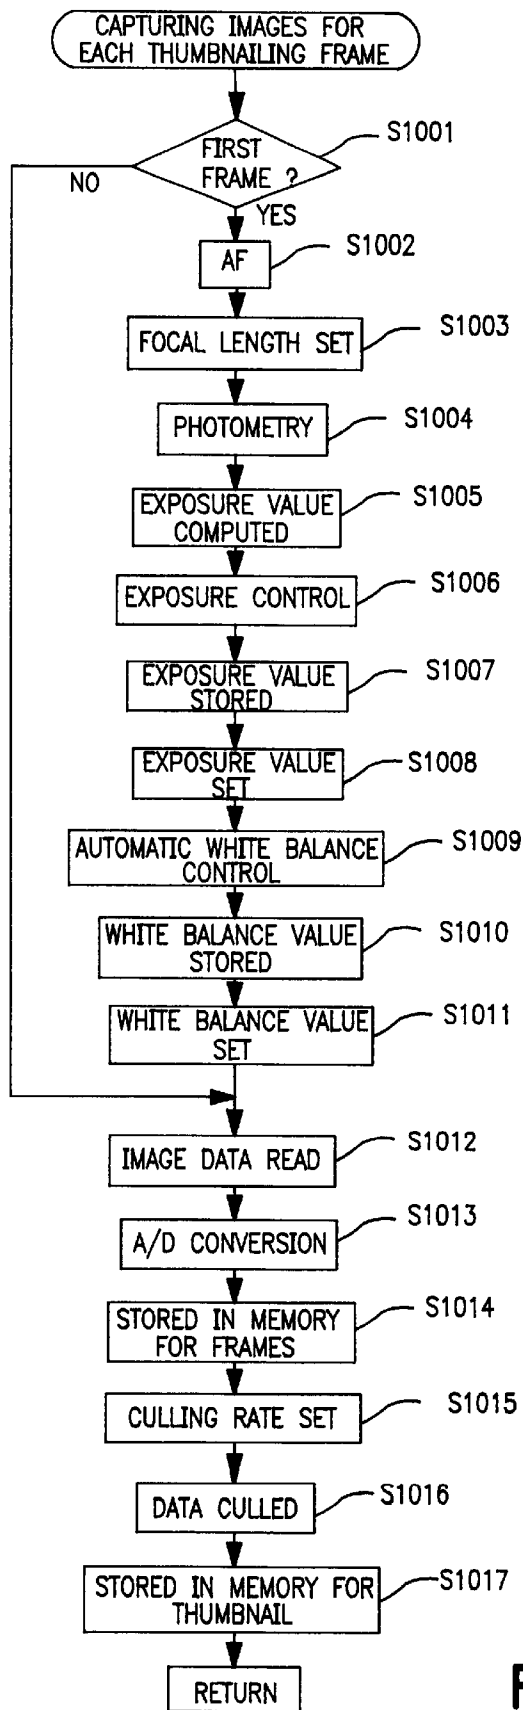 CAPTURING IMAGES FOR
EACH THUMBNAILING FRAME
S1001
FIRST
FRAME ?
NO
YES
S1002
AF
S1003
FOCAL LENGTH SET
S1004
PHOTOMETRY
S1005
EXPOSURE VALUE
COMPUTED
S1006
EXPOSURE CONTROL
S1007
EXPOSURE VALUE
STORED
S1008
EXPOSURE VALUE
SET
S1009
AUTOMATIC WHITE BALANCE
CONTROL
S1010
WHITE BALANCE VALUE
STORED
S1011
WHITE BALANCE VALUE
SET
S1012
IMAGE DATA READ
S1013
A/D CONVERSION
S1014
STORED IN MEMORY
FOR FRAMES
S1015
CULLING RATE SET
S1016
DATA CULLED
S1017
STORED IN MEMORY FOR
THUMBNAIL
RETURN